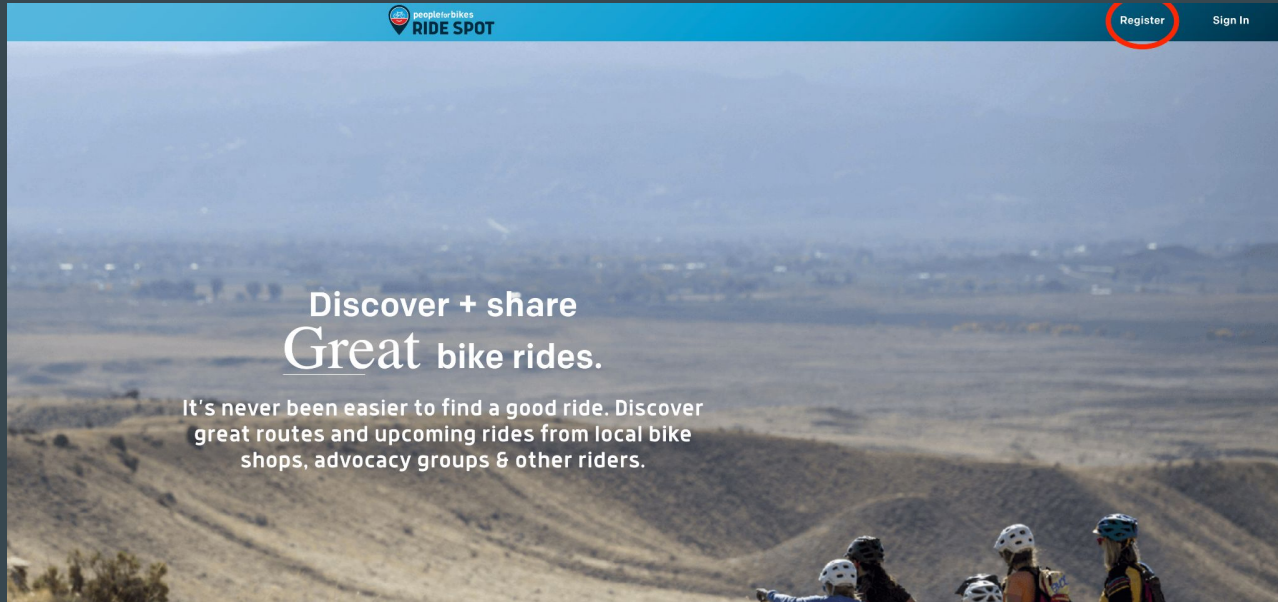 peopleforbikes
RIDE SPOT
Register
Sign In
Discover + share
Great bike rides.
It's never been easier to find a good ride. Discover
great routes and upcoming rides from local bike
shops, advocacy groups & other riders.